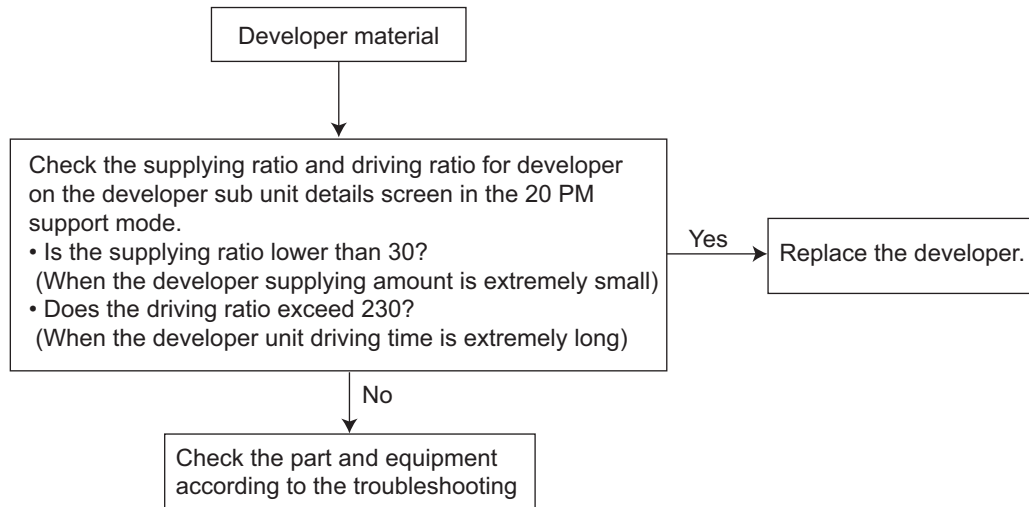 Developer material
Check the supplying ratio and driving ratio for developer
on the developer sub unit details screen in the 20 PM
support mode.
• Is the supplying ratio lower than 30?
(When the developer supplying amount is extremely small)
• Does the driving ratio exceed 230?
(When the developer unit driving time is extremely long)
Yes
Replace the developer.
No
Check the part and equipment
according to the troubleshooting